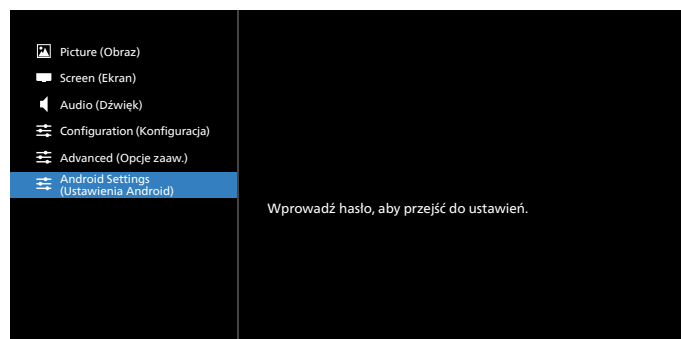 Picture (Obraz)
Screen (Ekran)
Audio (Dźwięk)
Configuration (Konfiguracja)
Advanced (Opcje zaaw.)
Android Settings
(Ustawienia Android)
Wprowadź hasło, aby przejść do ustawień.